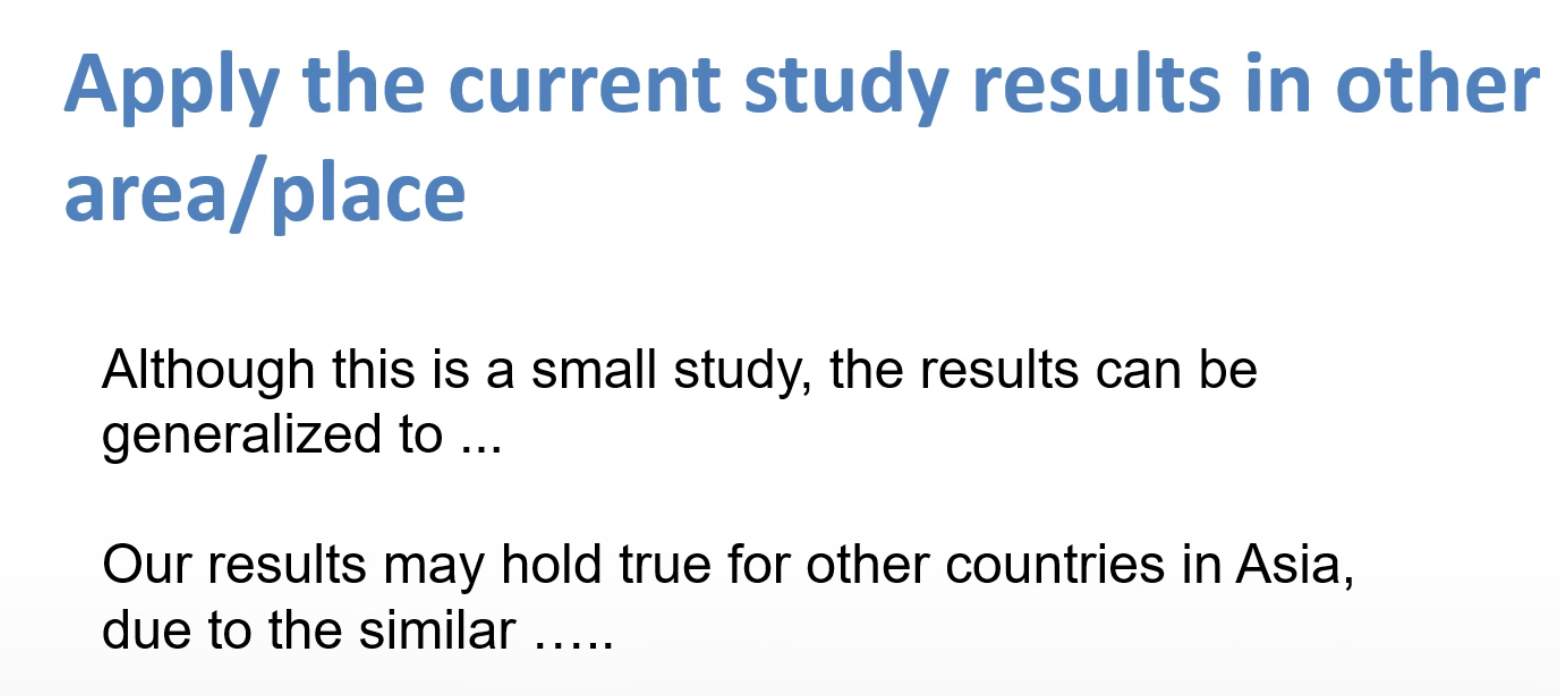 Apply the current study results in other
area/place
Although this is a small study, the results can be
generalized to ...
Our results may hold true for other countries in Asia,
due to the similar …..